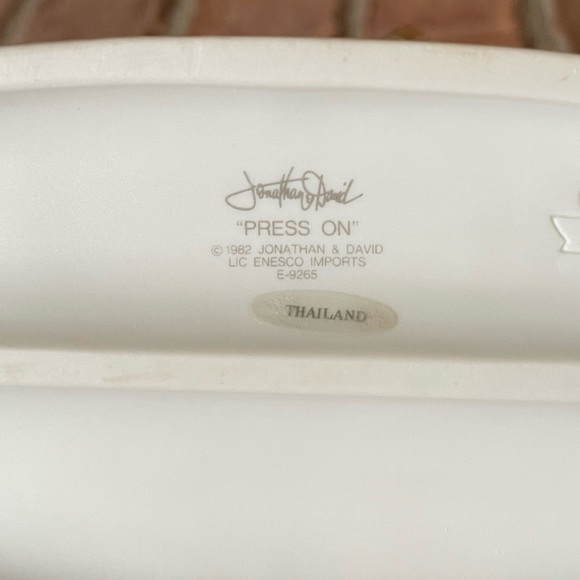 Jonathan & David
"PRESS ON"
© 1982 JONATHAN & DAVID
LIC ENESCO IMPORTS
E-9265
THAILAND